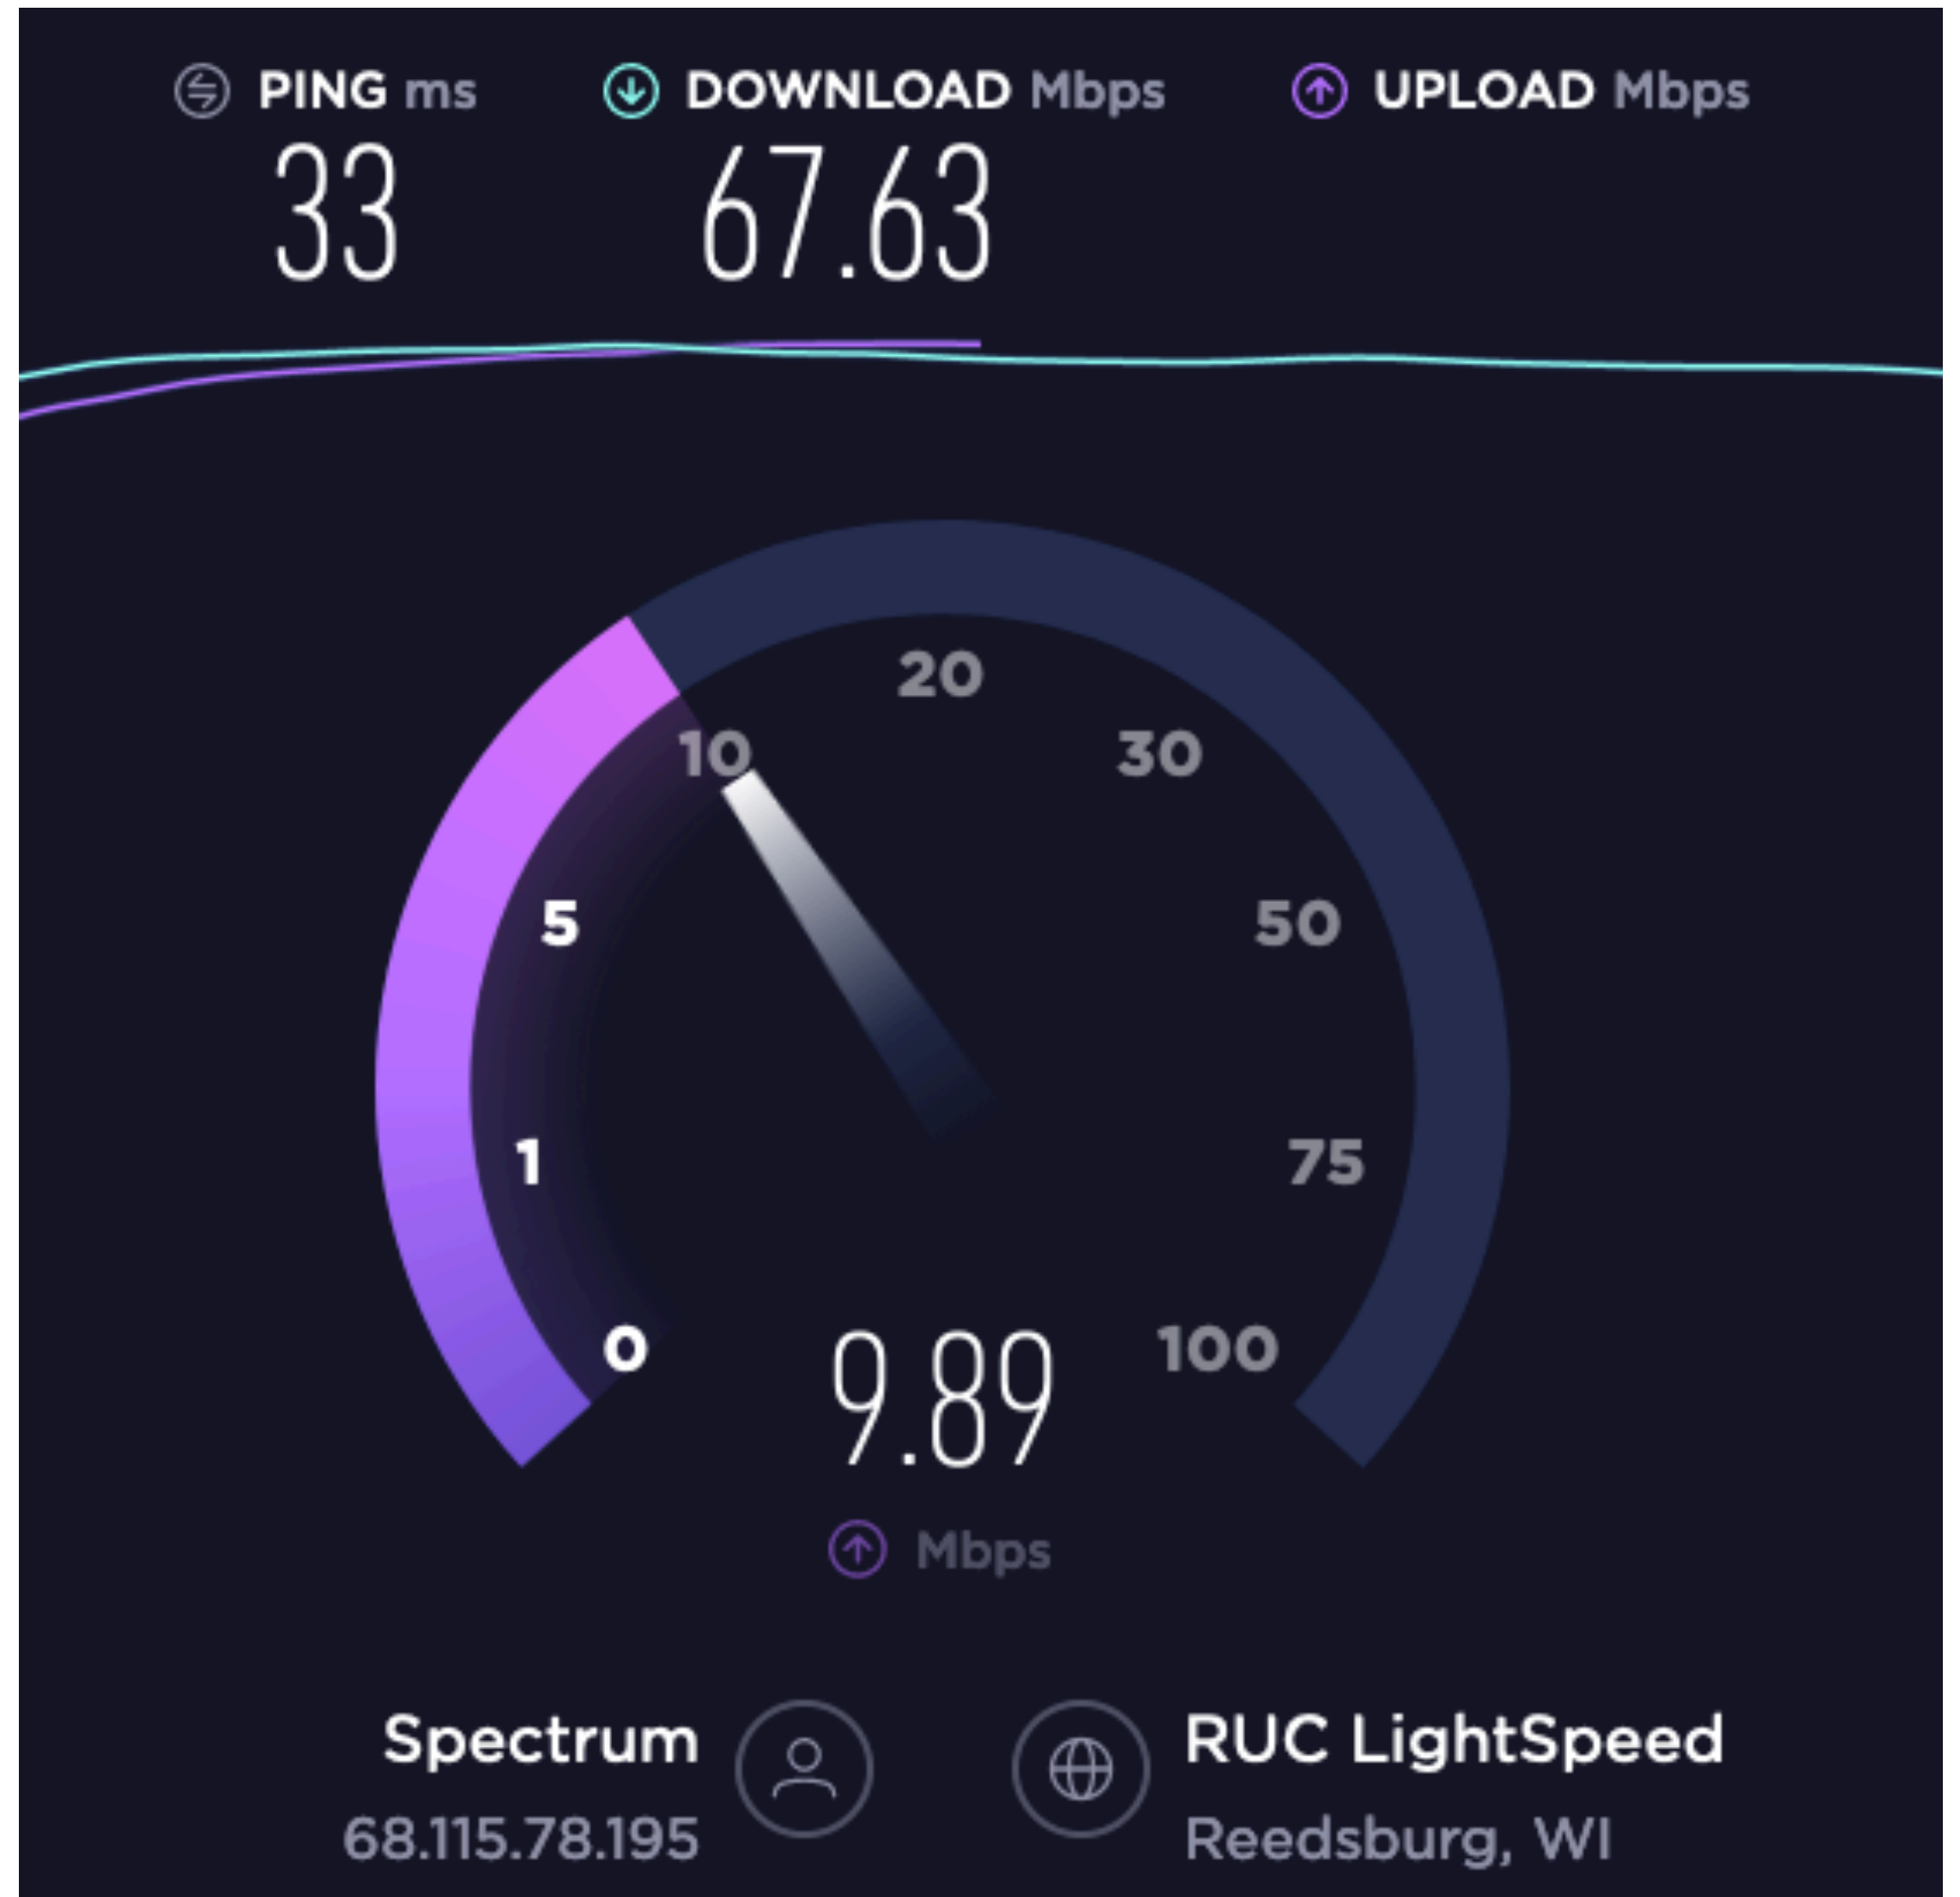 PING ms
DOWNLOAD Mbps
UPLOAD Mbps
33
67.63
20
10
30
5
50
1
75
0
100
9.89
Mbps
Spectrum
RUC LightSpeed
68.115.78.195
Reedsburg, WI